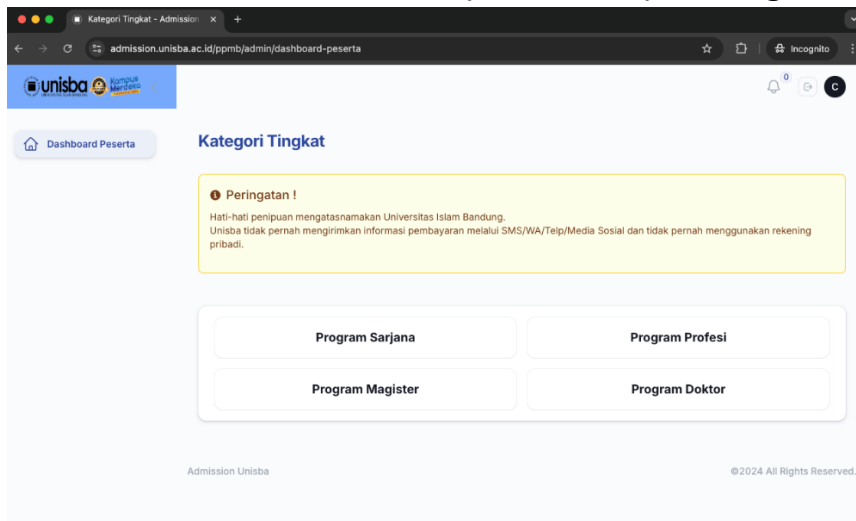 Kategori Tingkat - Admission
admission.unisba.ac.id/ppmb/admin/dashboard-peserta
Incognito
unisba
Kampus
Merdeka
0
C
Dashboard Peserta
Kategori Tingkat
Peringatan !
Hati-hati penipuan mengatasnamakan Universitas Islam Bandung.
Unisba tidak pernah mengirimkan informasi pembayaran melalui SMS/WA/Telp/Media Sosial dan tidak pernah menggunakan rekening
pribadi.
Program Sarjana
Program Profesi
Program Magister
Program Doktor
Admission Unisba
©2024 All Rights Reserved.